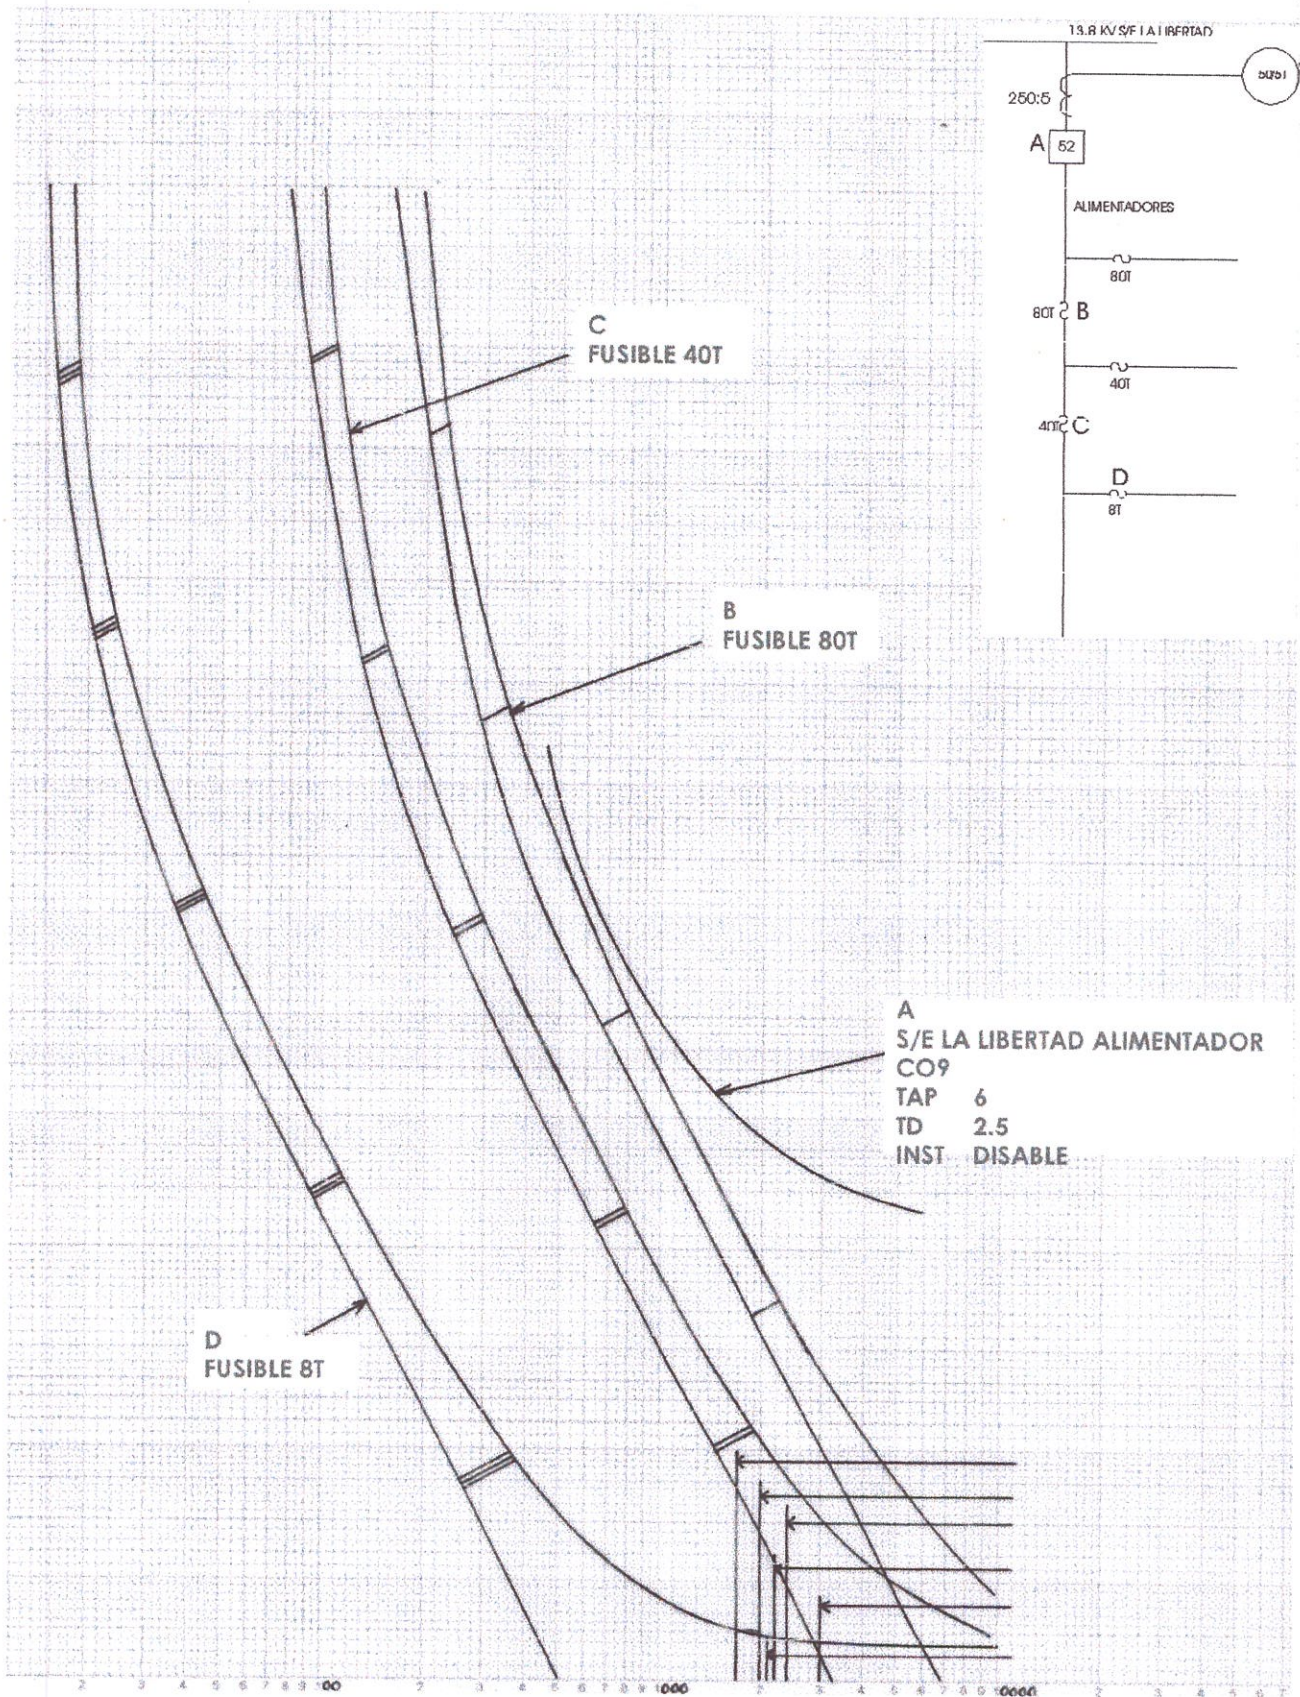 13.8 KV S/E LA LIBERTAD
50/51
250:5
A 52
ALIMENTADORES
80T
80T B
40T
40T C
D
8T
C
FUSIBLE 40T
B
FUSIBLE 80T
A
S/E LA LIBERTAD ALIMENTADOR
CO9
TAP 6
TD 2.5
INST DISABLE
D
FUSIBLE 8T
2 3 4 5 6 7 8 9 100 2 3 4 5 6 7 8 9 1000 2 3 4 5 6 7 8 9 10000 2 3 4 5 6 7